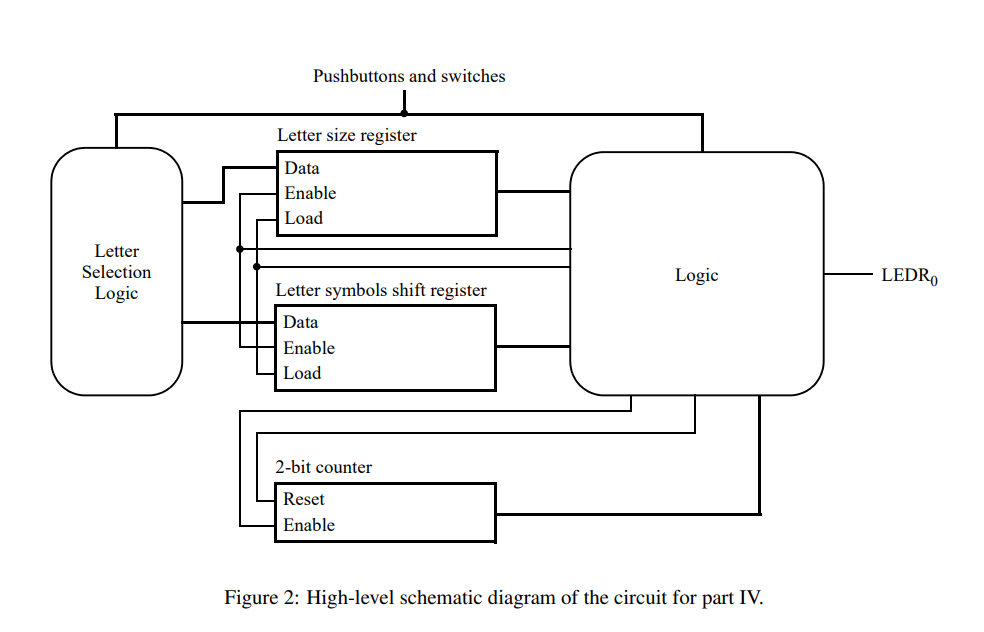 Pushbuttons and switches
Letter size register
Data
Enable
Load
Letter
Selection
Logic
Logic
LEDR0
Letter symbols shift register
Data
Enable
Load
2-bit counter
Reset
Enable
Figure 2: High-level schematic diagram of the circuit for part IV.